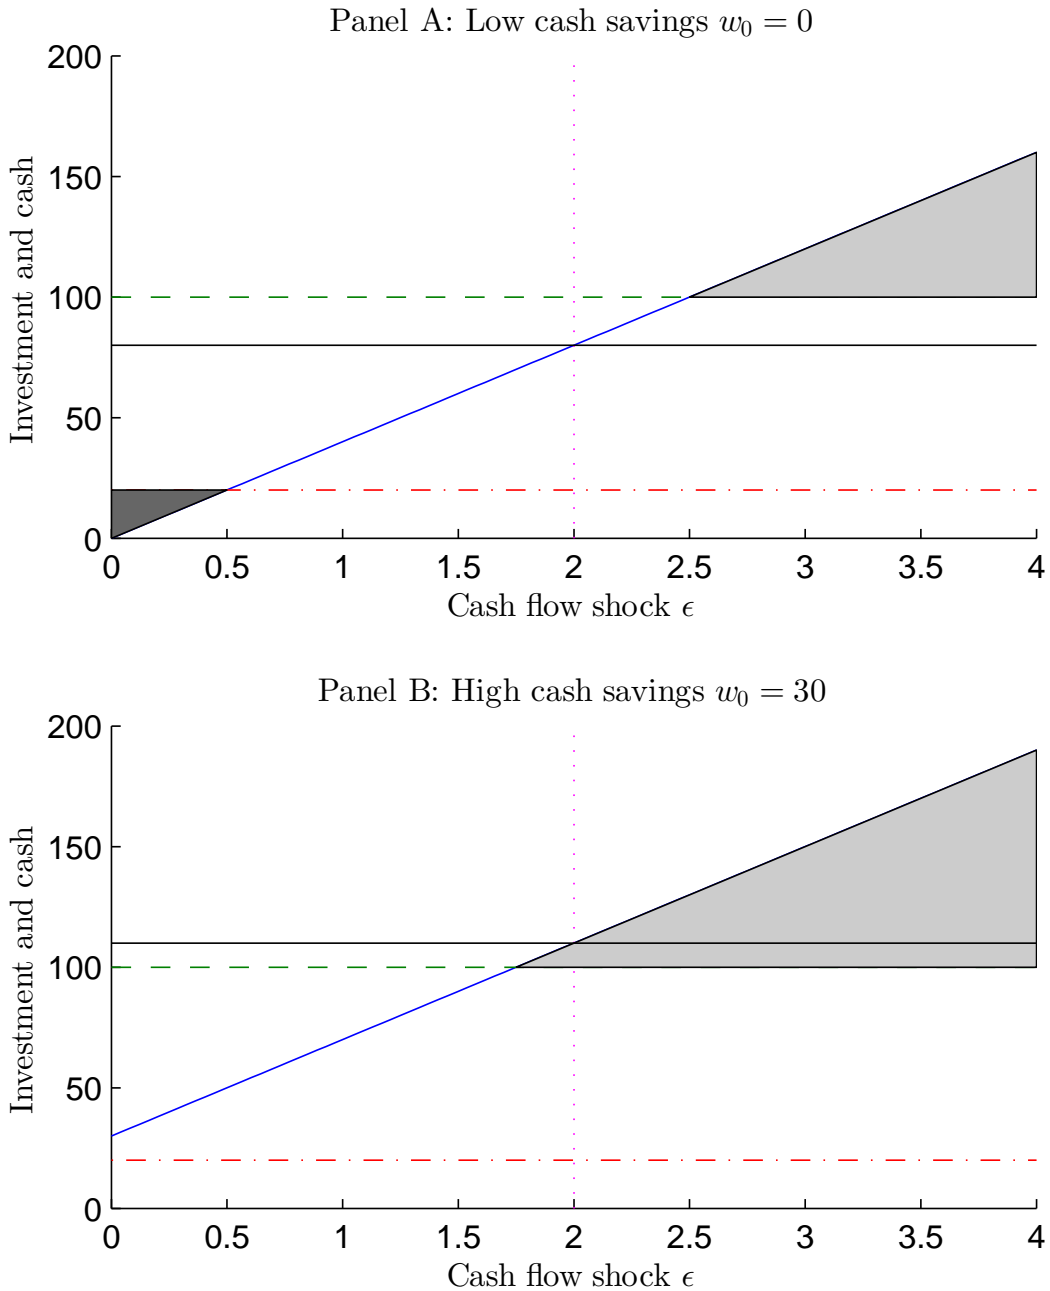 Panel A: Low cash savings w₀ = 0
200
150
100
50
0
Investment and cash
0 0.5 1 1.5 2 2.5 3 3.5 4
Cash flow shock ϵ
Panel B: High cash savings w₀ = 30
200
150
100
50
0
Investment and cash
0 0.5 1 1.5 2 2.5 3 3.5 4
Cash flow shock ϵ